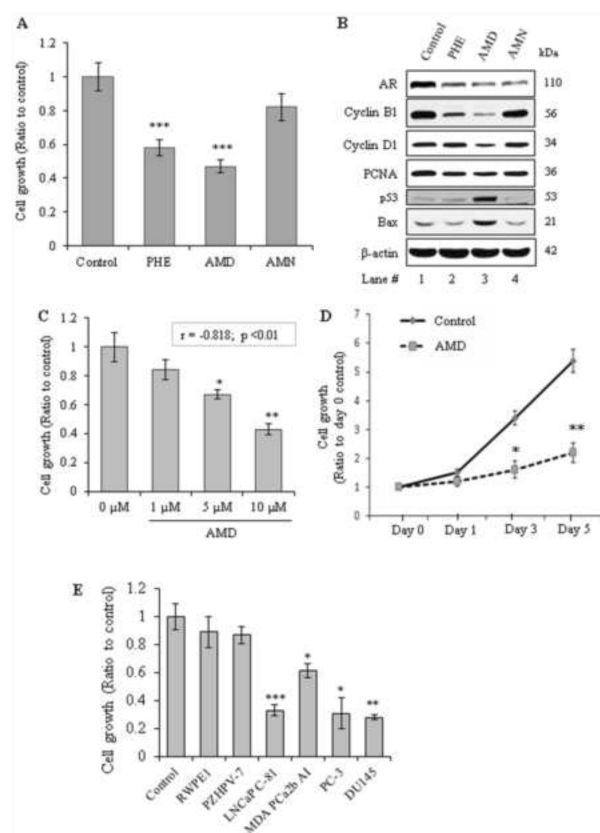 A
Cell growth (Ratio to control)
1.2
1
0.8
0.6
0.4
0.2
0
***
***
Control
PHE
AMD
AMN
B
Control
PHE
AMD
AMN
kDa
AR
110
Cyclin B1
56
Cyclin D1
34
PCNA
36
p53
53
Bax
21
β-actin
42
Lane #
1
2
3
4
C
Cell growth (Ratio to control)
1.2
1
0.8
0.6
0.4
0.2
0
r = -0.818; p <0.01
*
**
0 µM
1 µM
5 µM
10 µM
AMD
D
Control
AMD
Cell growth
(Ratio to day 0 control)
7
6
5
4
3
2
1
0
*
**
Day 0
Day 1
Day 3
Day 5
E
Cell growth (Ratio to control)
1.2
1
0.8
0.6
0.4
0.2
0
***
*
*
**
Control
RWPE1
PZHPV-7
LNCaP C-81
MDA PCa2b AI
PC-3
DU145